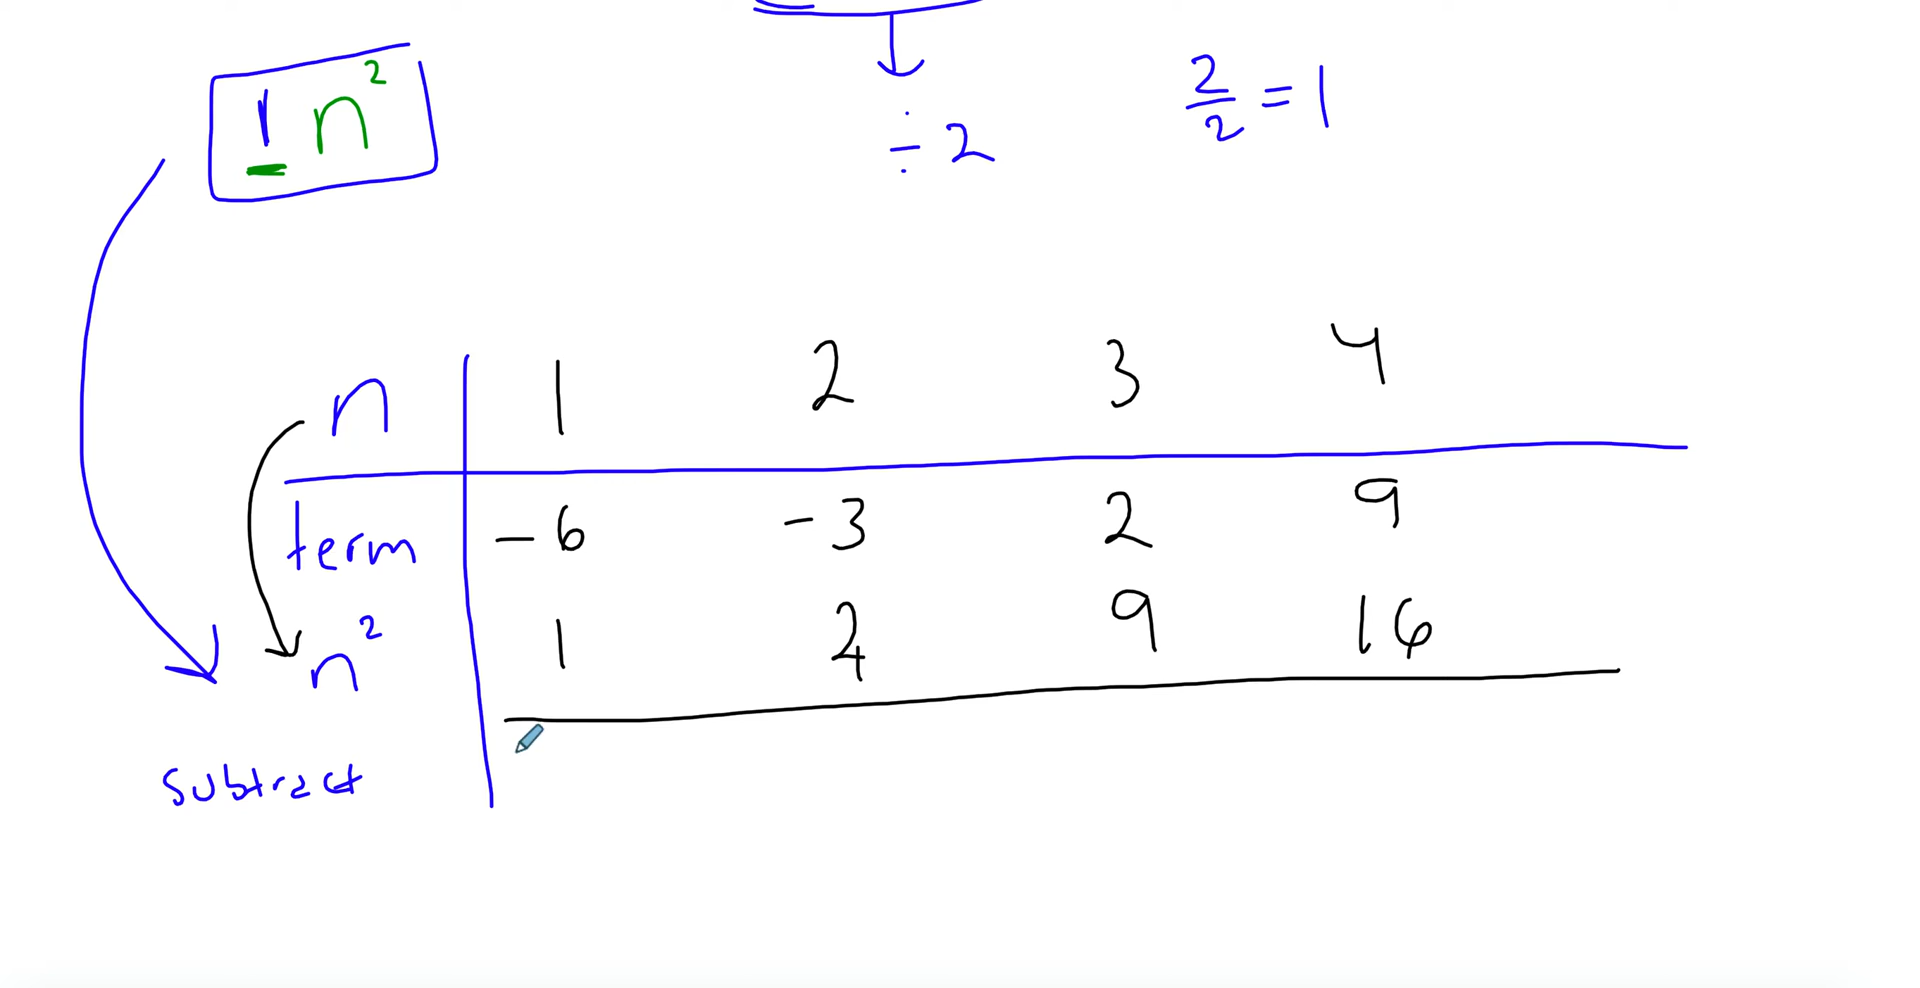 1n²
÷ 2
2/2 = 1
n 1 2 3 4
term -6 -3 2 9
n² 1 4 9 16
subtract